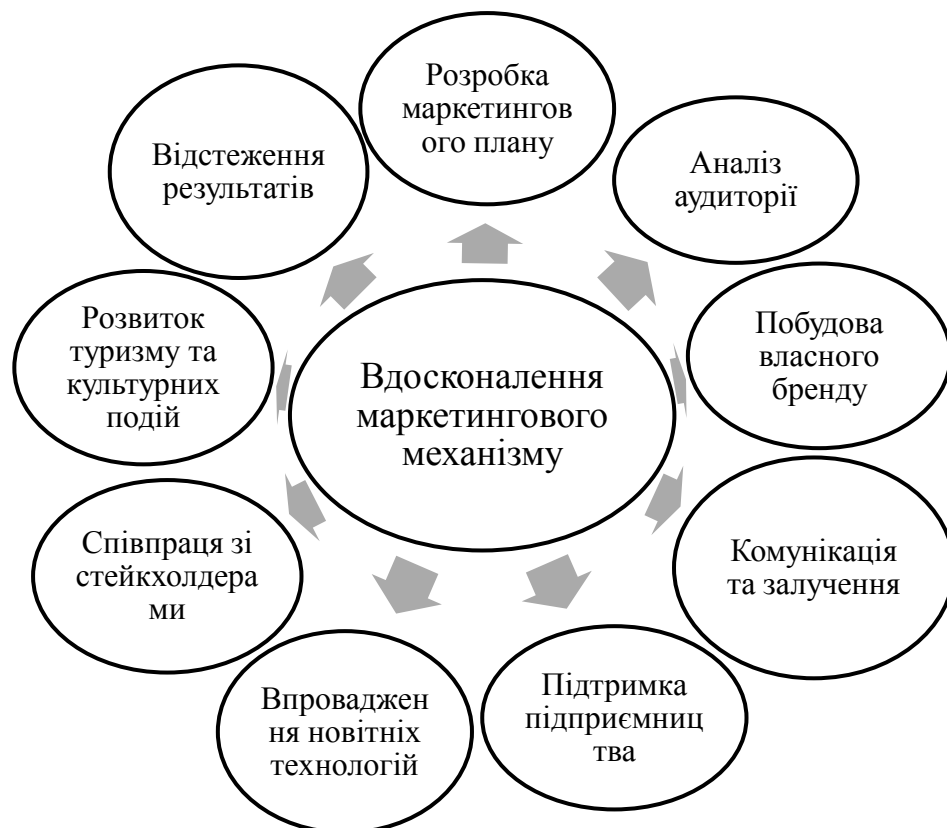 Розробка
маркетингов
ого плану
Аналіз
аудиторії
Побудова
власного
бренду
Комунікація
та залучення
Підтримка
підприємниц
тва
Впроваджен
ня новітніх
технологій
Співпраця зі
стейкхолдера
ми
Розвиток
туризму та
культурних
подій
Відстеження
результатів
Вдосконалення
маркетингового
механізму